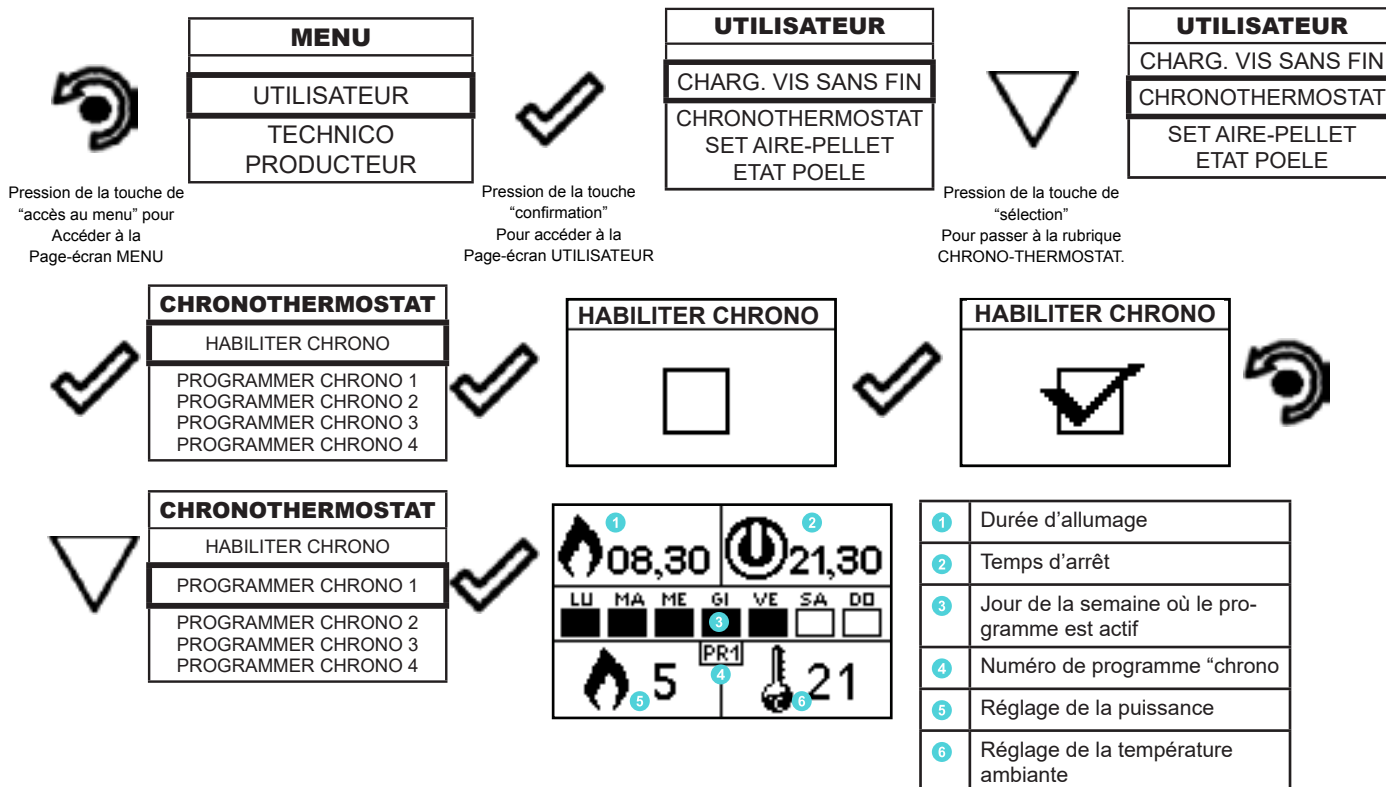 MENU
UTILISATEUR
TECHNICO
PRODUCTEUR
Pression de la touche de
“accès au menu” pour
Accéder à la
Page-écran MENU
Pression de la touche
“confirmation”
Pour accéder à la
Page-écran UTILISATEUR
UTILISATEUR
CHARG. VIS SANS FIN
CHRONOTHERMOSTAT
SET AIRE-PELLET
ETAT POELE
Pression de la touche de
“sélection”
Pour passer à la rubrique
CHRONO-THERMOSTAT.
UTILISATEUR
CHARG. VIS SANS FIN
CHRONOTHERMOSTAT
SET AIRE-PELLET
ETAT POELE
CHRONOTHERMOSTAT
HABILITER CHRONO
PROGRAMMER CHRONO 1
PROGRAMMER CHRONO 2
PROGRAMMER CHRONO 3
PROGRAMMER CHRONO 4
HABILITER CHRONO
HABILITER CHRONO
CHRONOTHERMOSTAT
HABILITER CHRONO
PROGRAMMER CHRONO 1
PROGRAMMER CHRONO 2
PROGRAMMER CHRONO 3
PROGRAMMER CHRONO 4
1 2
08,30 21,30
LU MA ME GI VE SA DO
3
PR1
4
5 5 6 21
1 Durée d’allumage
2 Temps d’arrêt
3 Jour de la semaine où le pro-
gramme est actif
4 Numéro de programme “chrono
5 Réglage de la puissance
6 Réglage de la température
ambiante